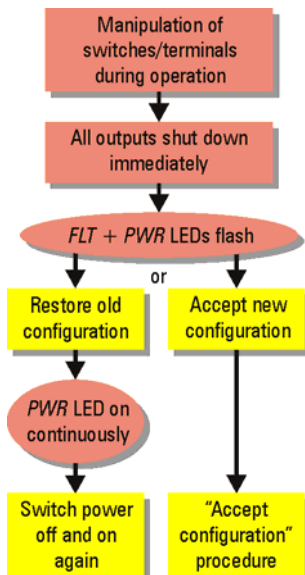 Manipulation of
switches/terminals
during operation
All outputs shut down
immediately
FLT + PWR LEDs flash
or
Restore old
configuration
Accept new
configuration
PWR LED on
continuously
Switch power
off and on
again
“Accept
configuration”
procedure